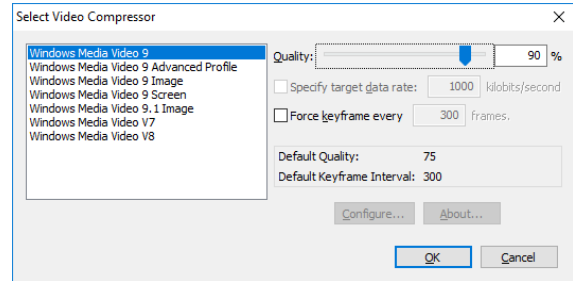 Select Video Compressor
Windows Media Video 9
Windows Media Video 9 Advanced Profile
Windows Media Video 9 Image
Windows Media Video 9 Screen
Windows Media Video 9.1 Image
Windows Media Video V7
Windows Media Video V8
Quality: 90 %
Specify target data rate: 1000 kilobits/second
Force keyframe every 300 frames.
Default Quality: 75
Default Keyframe Interval: 300
Configure... About...
OK Cancel